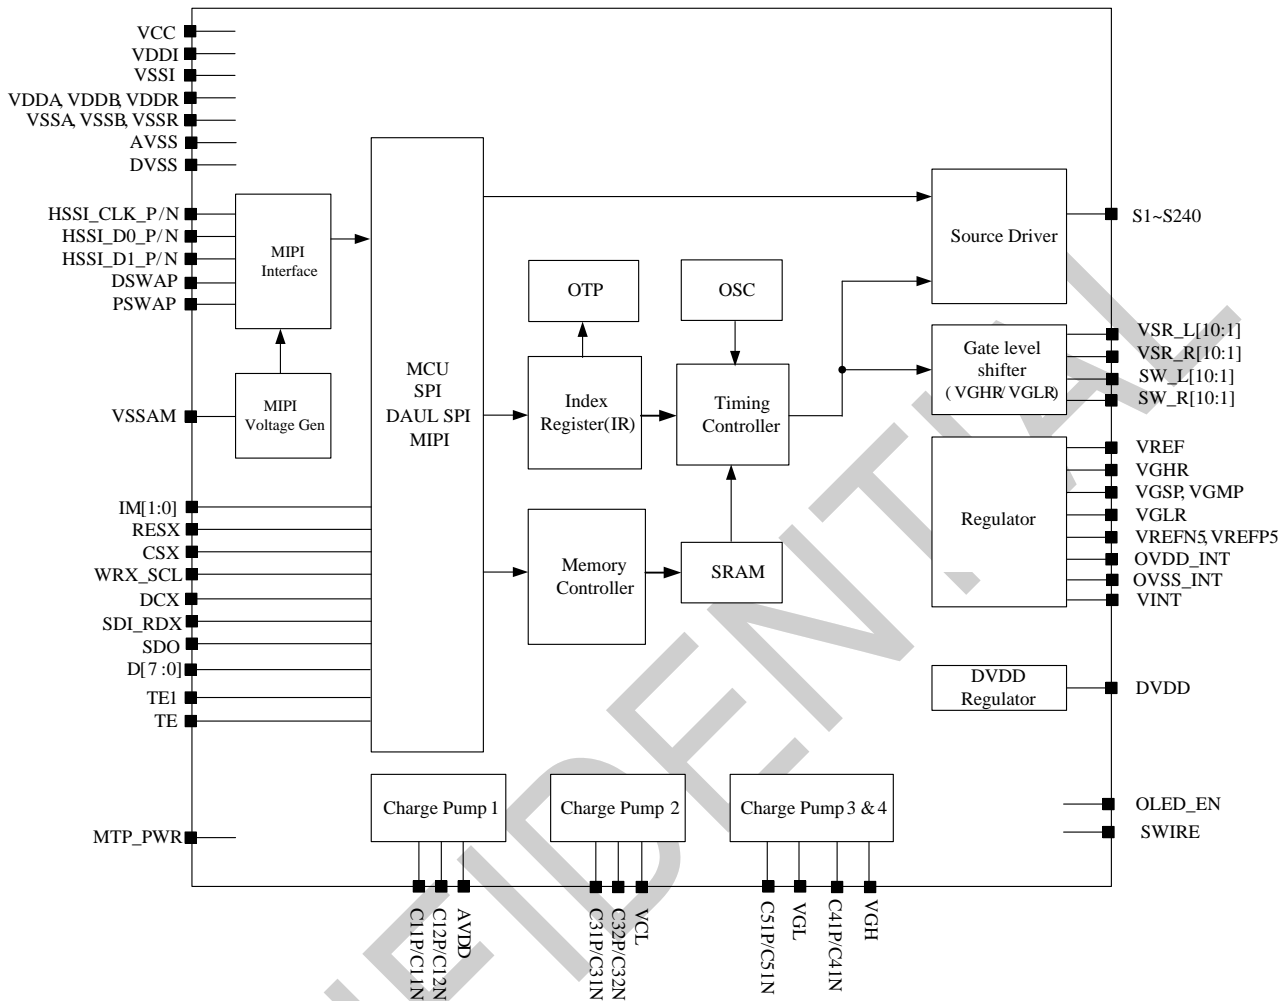 VCC
VDDI
VSSI
VDDA, VDDB, VDDR
VSSA, VSSB, VSSR
AVSS
DVSS
HSSI_CLK_P/N
HSSI_D0_P/N
HSSI_D1_P/N
DSWAP
PSWAP
VSSAM
IM[1:0]
RESX
CSX
WRX_SCL
DCX
SDI_RDX
SDO
D[7:0]
TE1
TE
MTP_PWR
MIPI
Interface
MIPI
Voltage Gen
MCU
SPI
DAUL SPI
MIPI
OTP
OSC
Index
Register(IR)
Timing
Controller
Memory
Controller
SRAM
Source Driver
Gate level
shifter
(VGHR/VGLR)
Regulator
DVDD
Regulator
S1~S240
VSR_L[10:1]
VSR_R[10:1]
SW_L[10:1]
SW_R[10:1]
VREF
VGHR
VGSP, VGMP
VGLR
VREFN5, VREFP5
OVDD_INT
OVSS_INT
VINT
DVDD
OLED_EN
SWIRE
Charge Pump 1
Charge Pump 2
Charge Pump 3 & 4
C11P/C11N
C12P/C12N
AVDD
C31P/C31N
C32P/C32N
VCL
C51P/C51N
VGL
C41P/C41N
VGH
FIDENTIAL